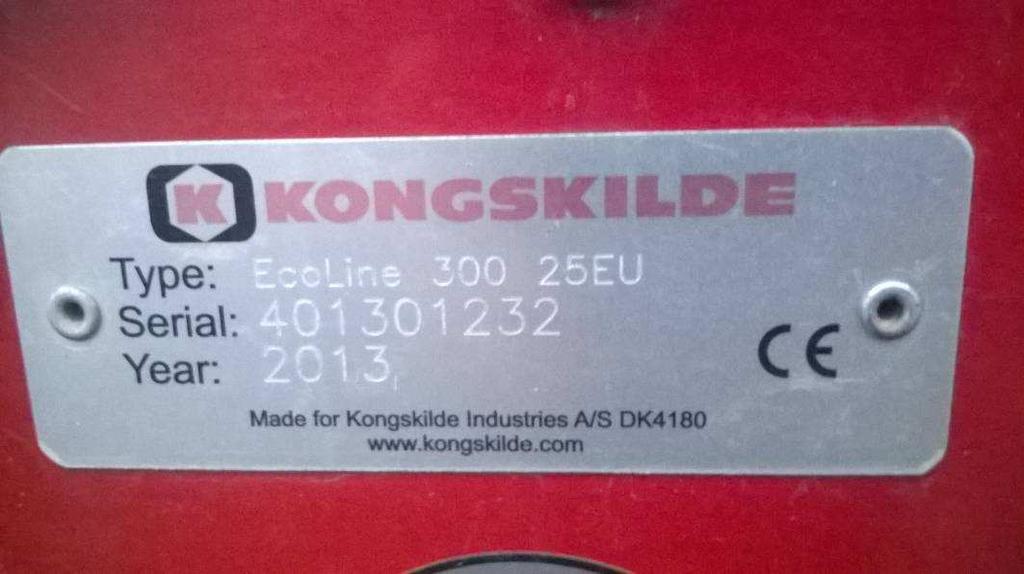 K KONGSKILDE
Type: EcoLine 300 25EU
Serial: 401301232
Year: 2013
CE
Made for Kongskilde Industries A/S DK4180
www.kongskilde.com